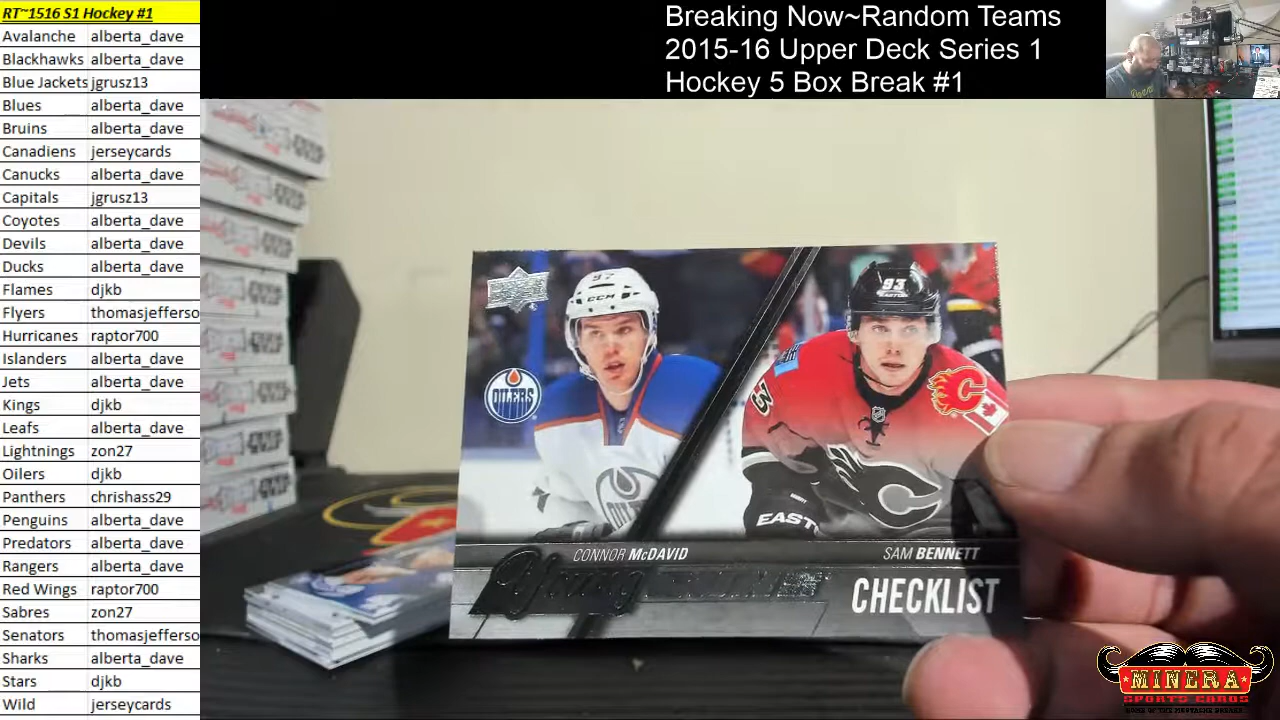 RT~1516 S1 Hockey #1
Avalanche alberta_dave
Blackhawks alberta_dave
Blue Jackets jgrusz13
Blues alberta_dave
Bruins alberta_dave
Canadiens jerseycards
Canucks alberta_dave
Capitals jgrusz13
Coyotes alberta_dave
Devils alberta_dave
Ducks alberta_dave
Flames djkb
Flyers thomasjefferso
Hurricanes raptor700
Islanders alberta_dave
Jets alberta_dave
Kings djkb
Leafs alberta_dave
Lightnings zon27
Oilers djkb
Panthers chrishass29
Penguins alberta_dave
Predators alberta_dave
Rangers alberta_dave
Red Wings raptor700
Sabres zon27
Senators thomasjefferso
Sharks alberta_dave
Stars djkb
Wild jerseycards
Breaking Now~Random Teams
2015-16 Upper Deck Series 1
Hockey 5 Box Break #1
97
CCM
OILERS
93
EAST
CONNOR McDAVID
SAM BENNETT
Young
CHECKLIST
MINERA
SPORTS CARDS